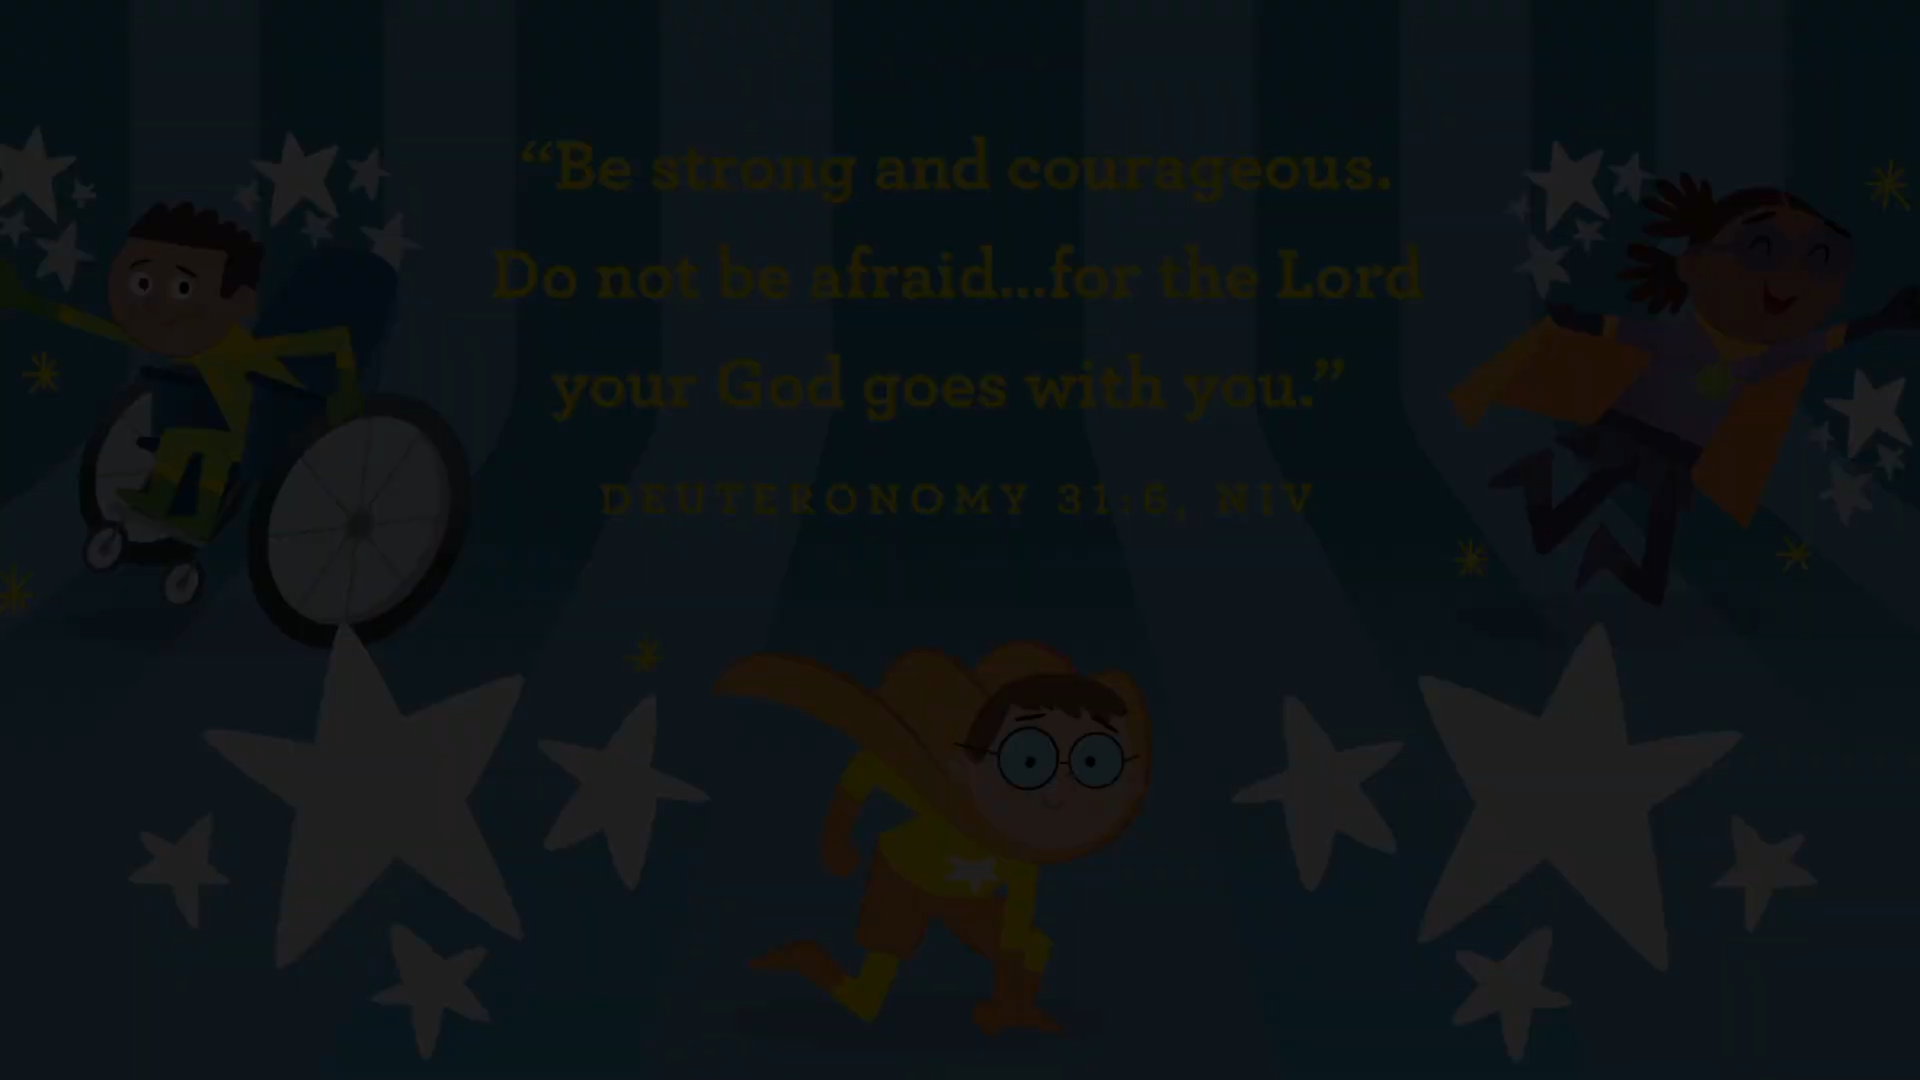 “Be strong and courageous.
Do not be afraid...for the Lord
your God goes with you.”
DEUTERONOMY 31:6, NIV